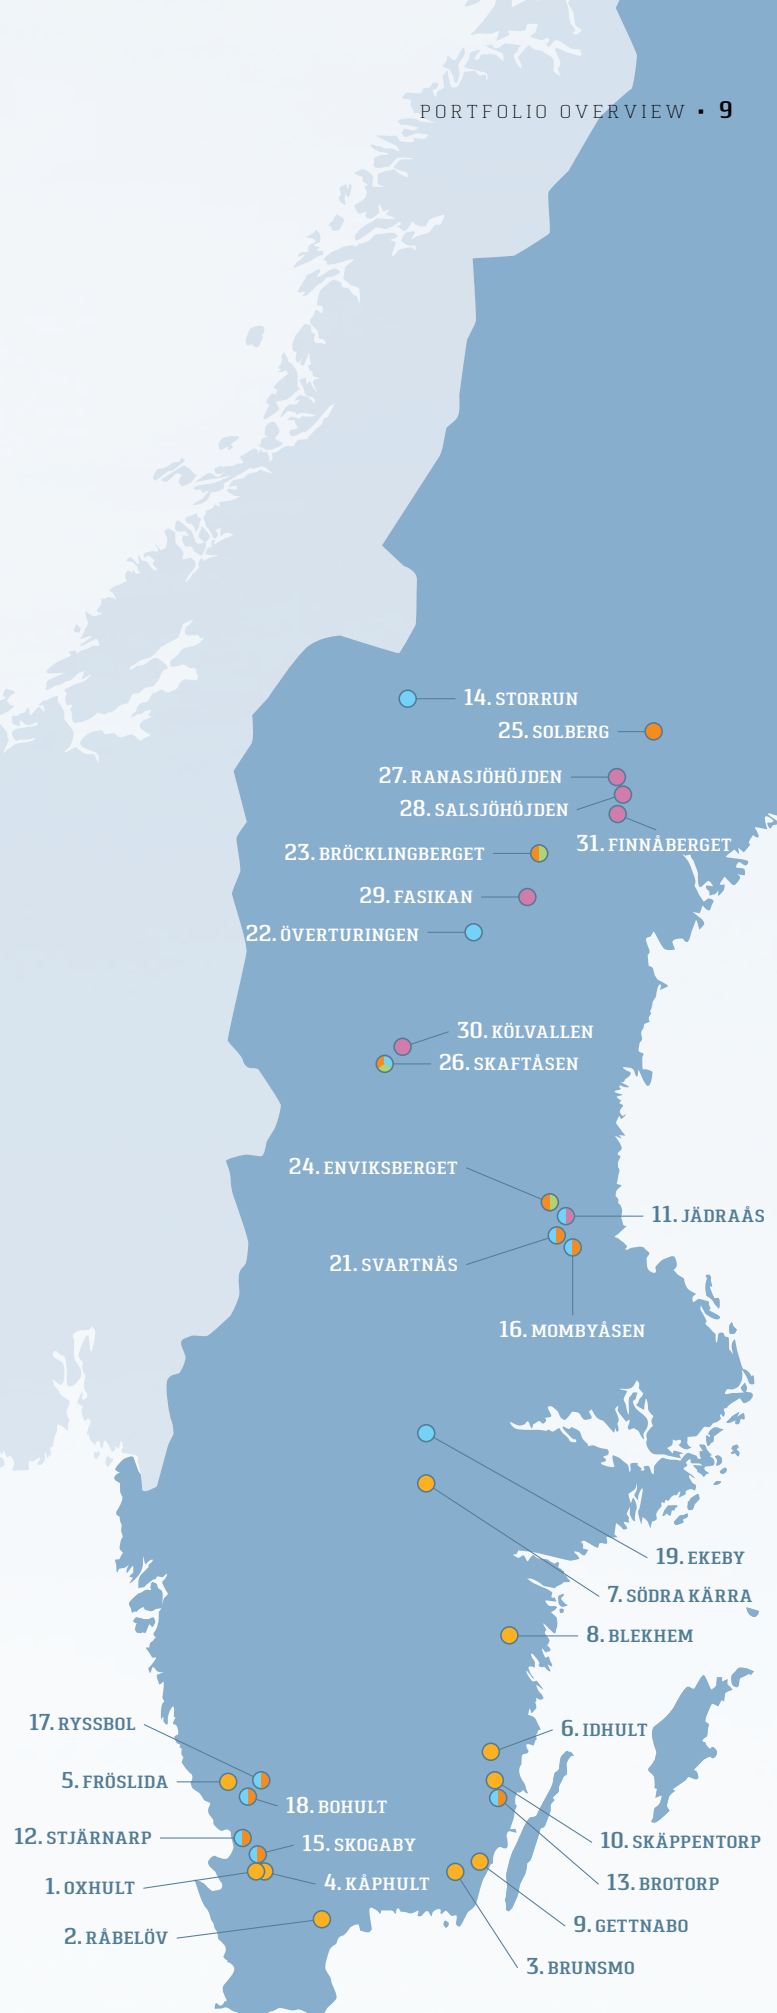 PORTFOLIO OVERVIEW • 9
14. STORRUN
25. SOLBERG
27. RANASJÖHÖJDEN
28. SALSJÖHÖJDEN
31. FINNÅBERGET
23. BRÖCKLINGBERGET
29. FASIKAN
22. ÖVERTURINGEN
30. KÖLVALLEN
26. SKAFTÅSEN
24. ENVIKSBERGET
11. JÄDRAÅS
21. SVARTNÄS
16. MOMBYÅSEN
19. EKEBY
7. SÖDRA KÄRRA
8. BLEKHEM
17. RYSSBOL
6. IDHULT
5. FRÖSLIDA
18. BOHULT
12. STJÄRNARP
15. SKOGABY
10. SKÄPPENTORP
1. OXHULT
4. KÅPHULT
13. BROTORP
9. GETTNABO
2. RÅBELÖV
3. BRUNSMO